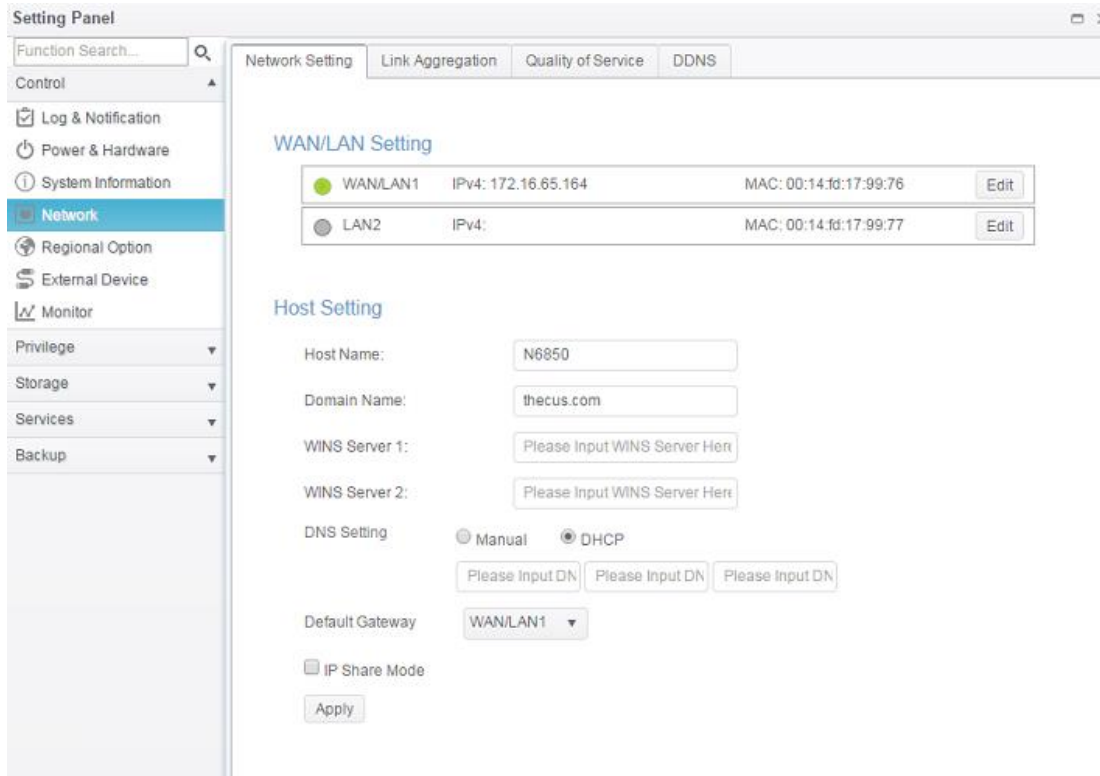 Setting Panel
Function Search...
Control
Log & Notification
Power & Hardware
System Information
Network
Regional Option
External Device
Monitor
Privilege
Storage
Services
Backup
Network Setting
Link Aggregation
Quality of Service
DDNS
WAN/LAN Setting
WAN/LAN1 IPv4: 172.16.65.164 MAC: 00:14:fd:17:99:76 Edit
LAN2 IPv4: MAC: 00:14:fd:17:99:77 Edit
Host Setting
Host Name: N6850
Domain Name: thecus.com
WINS Server 1: Please Input WINS Server Here
WINS Server 2: Please Input WINS Server Here
DNS Setting Manual DHCP
Please Input DN Please Input DN Please Input DN
Default Gateway WAN/LAN1
IP Share Mode
Apply